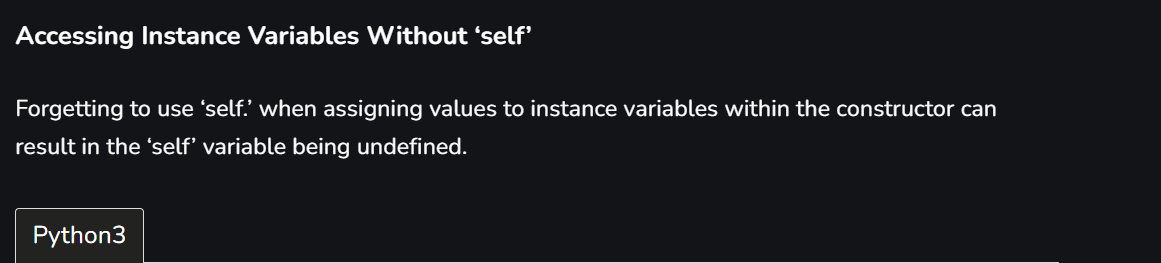 Accessing Instance Variables Without ‘self’
Forgetting to use ‘self.’ when assigning values to instance variables within the constructor can
result in the ‘self’ variable being undefined.
Python3